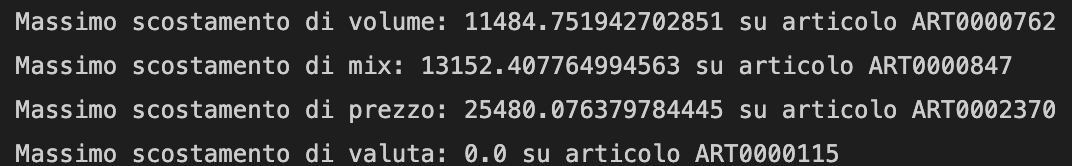 Massimo scostamento di volume: 11484.751942702851 su articolo ART0000762
Massimo scostamento di mix: 13152.407764994563 su articolo ART0000847
Massimo scostamento di prezzo: 25480.076379784445 su articolo ART0002370
Massimo scostamento di valuta: 0.0 su articolo ART0000115